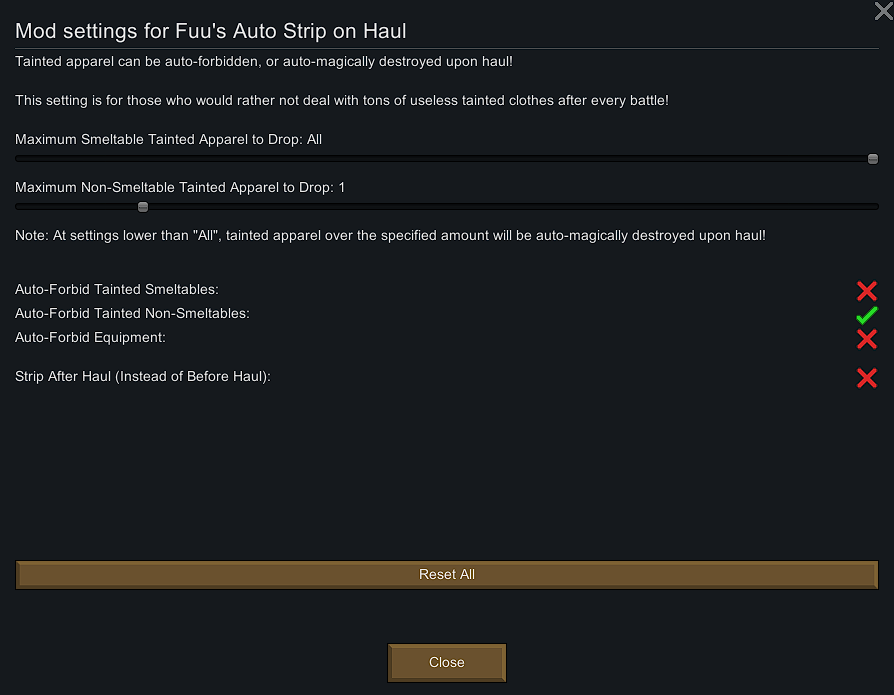 Mod settings for Fuu's Auto Strip on Haul
Tainted apparel can be auto-forbidden, or auto-magically destroyed upon haul!
This setting is for those who would rather not deal with tons of useless tainted clothes after every battle!
Maximum Smeltable Tainted Apparel to Drop: All
Maximum Non-Smeltable Tainted Apparel to Drop: 1
Note: At settings lower than "All", tainted apparel over the specified amount will be auto-magically destroyed upon haul!
Auto-Forbid Tainted Smeltables:
Auto-Forbid Tainted Non-Smeltables:
Auto-Forbid Equipment:
Strip After Haul (Instead of Before Haul):
Reset All
Close